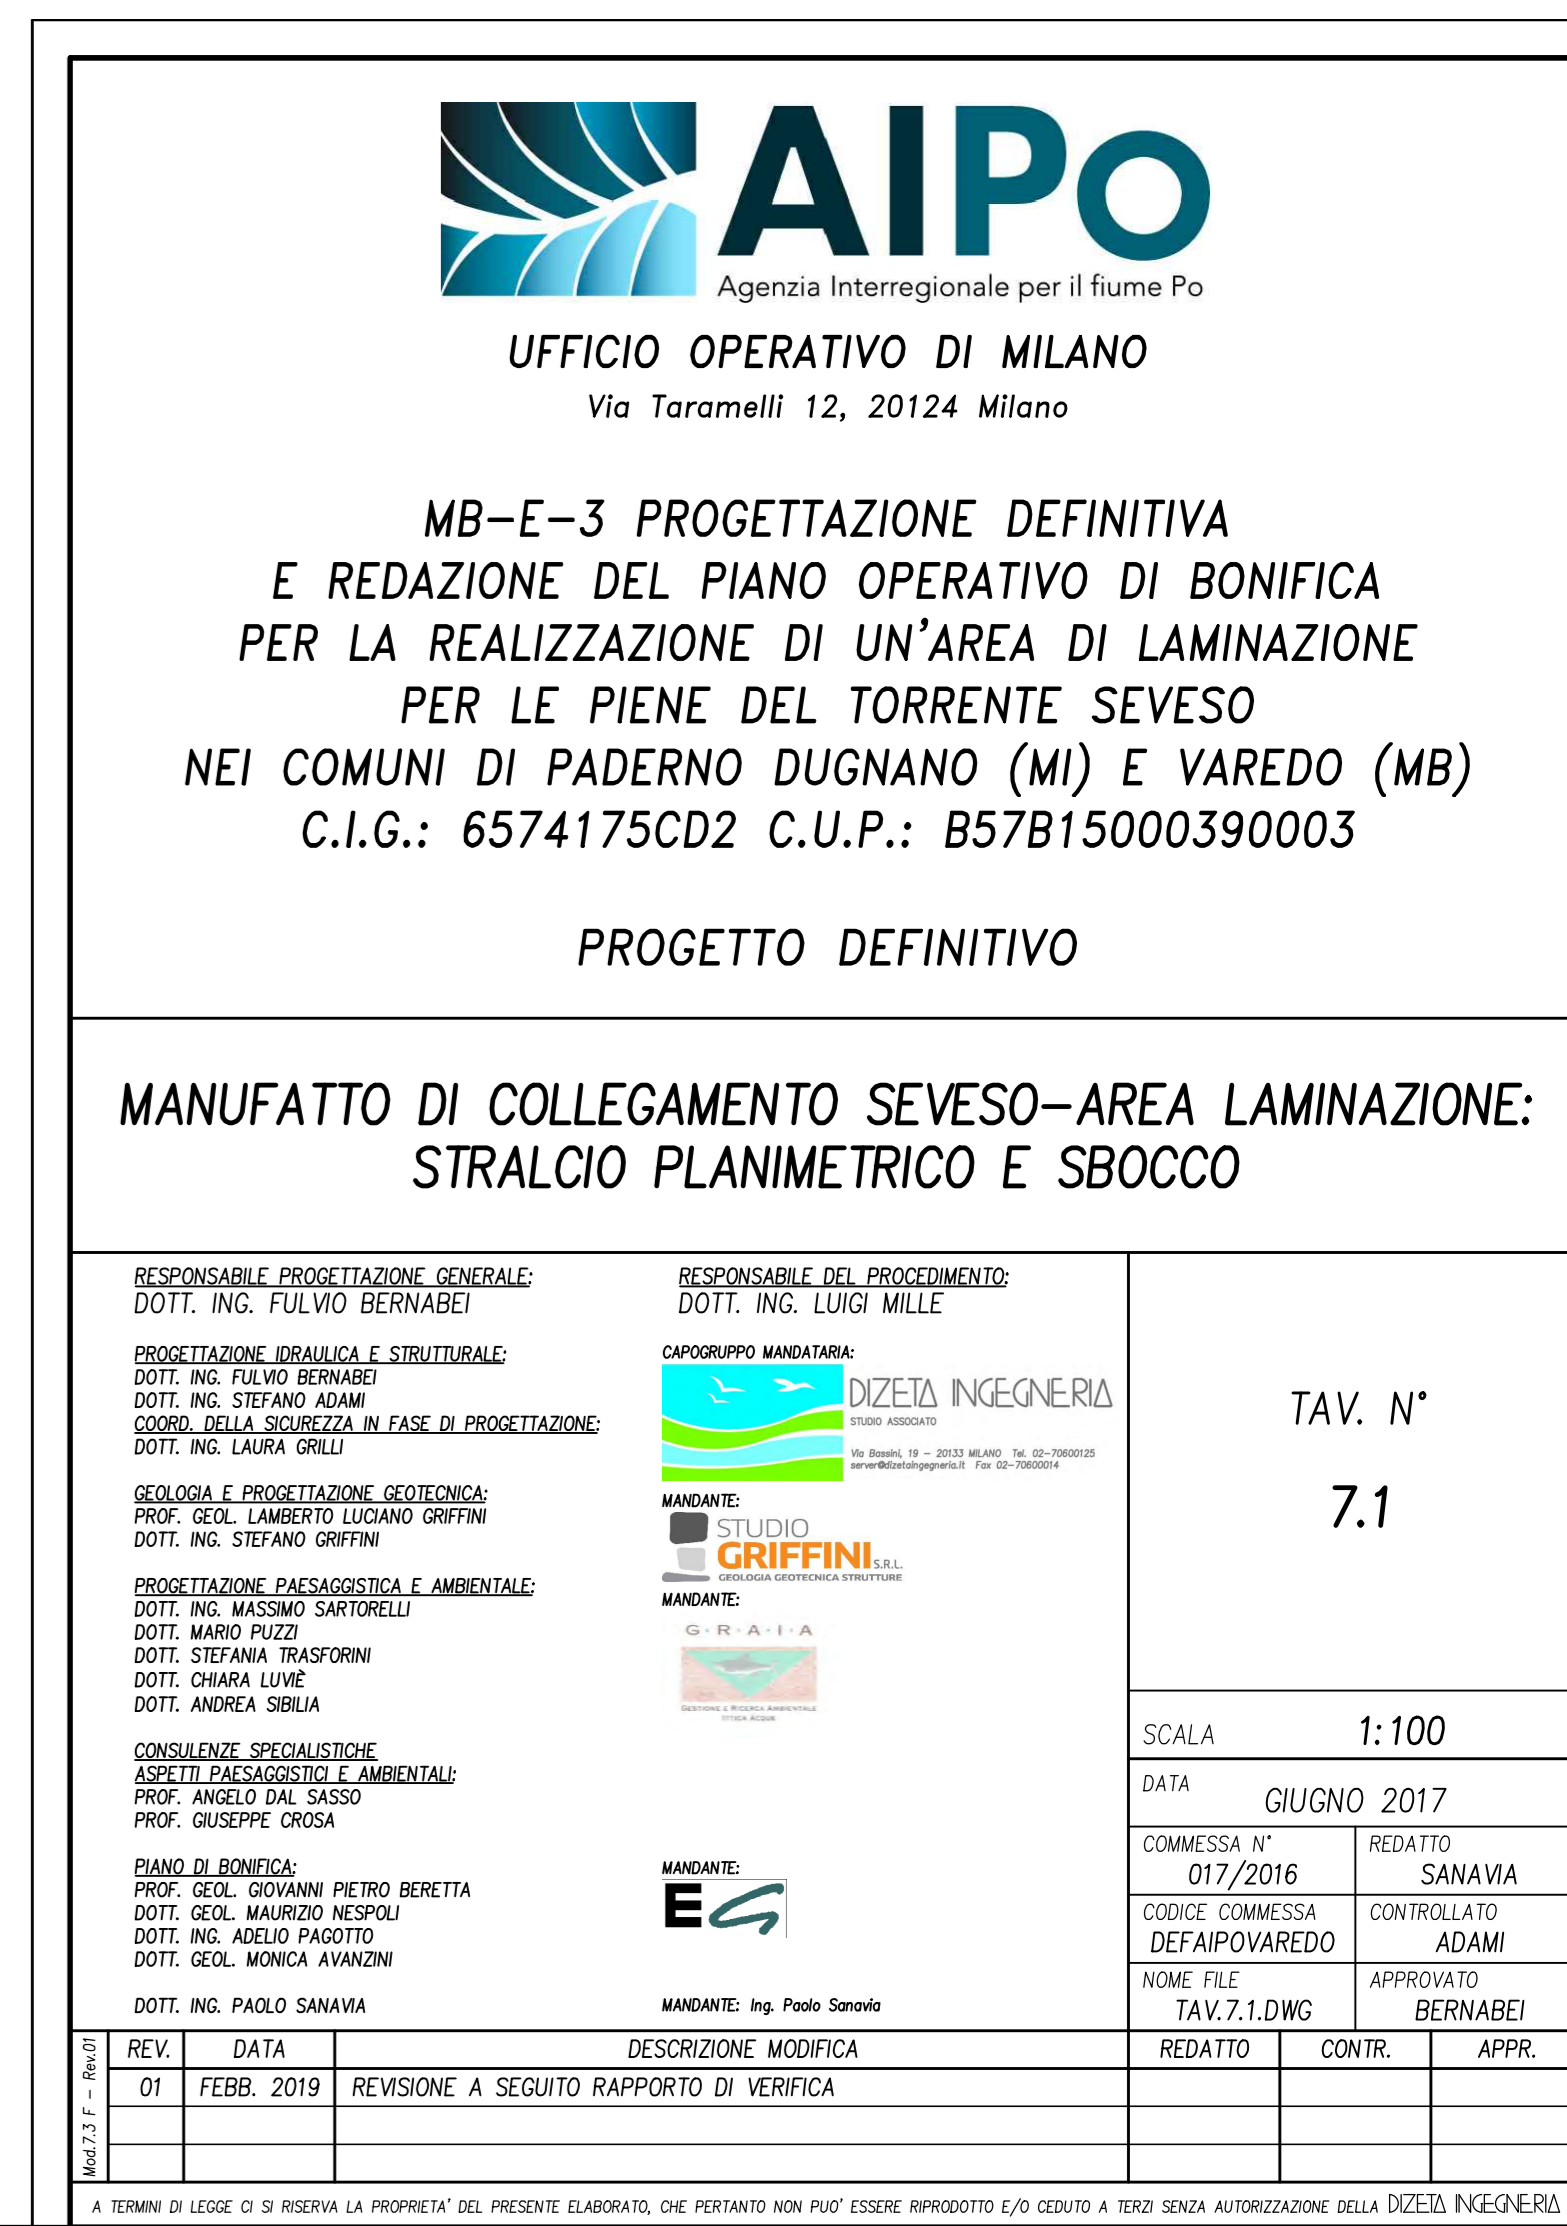 AIPo
Agenzia Interregionale per il fiume Po
UFFICIO OPERATIVO DI MILANO
Via Taramelli 12, 20124 Milano
MB-E-3 PROGETTAZIONE DEFINITIVA
E REDAZIONE DEL PIANO OPERATIVO DI BONIFICA
PER LA REALIZZAZIONE DI UN'AREA DI LAMINAZIONE
PER LE PIENE DEL TORRENTE SEVESO
NEI COMUNI DI PADERNO DUGNANO (MI) E VAREDO (MB)
C.I.G.: 6574175CD2 C.U.P.: B57B15000390003
PROGETTO DEFINITIVO
MANUFATTO DI COLLEGAMENTO SEVESO-AREA LAMINAZIONE:
STRALCIO PLANIMETRICO E SBOCCO
RESPONSABILE PROGETTAZIONE GENERALE:
DOTT. ING. FULVIO BERNABEI
PROGETTAZIONE IDRAULICA E STRUTTURALE:
DOTT. ING. FULVIO BERNABEI
DOTT. ING. STEFANO ADAMI
COORD. DELLA SICUREZZA IN FASE DI PROGETTAZIONE:
DOTT. ING. LAURA GRILLI
GEOLOGIA E PROGETTAZIONE GEOTECNICA:
PROF. GEOL. LAMBERTO LUCIANO GRIFFINI
DOTT. ING. STEFANO GRIFFINI
PROGETTAZIONE PAESAGGISTICA E AMBIENTALE:
DOTT. ING. MASSIMO SARTORELLI
DOTT. MARIO PUZZI
DOTT. STEFANIA TRASFORINI
DOTT. CHIARA LUVIÈ
DOTT. ANDREA SIBILIA
CONSULENZE SPECIALISTICHE
ASPETTI PAESAGGISTICI E AMBIENTALI:
PROF. ANGELO DAL SASSO
PROF. GIUSEPPE CROSA
PIANO DI BONIFICA:
PROF. GEOL. GIOVANNI PIETRO BERETTA
DOTT. GEOL. MAURIZIO NESPOLI
DOTT. ING. ADELIO PAGOTTO
DOTT. GEOL. MONICA AVANZINI
DOTT. ING. PAOLO SANAVIA
RESPONSABILE DEL PROCEDIMENTO:
DOTT. ING. LUIGI MILLE
CAPOGRUPPO MANDATARIA:
DIZETA INGEGNERIA
STUDIO ASSOCIATO
Via Bassini, 19 - 20133 MILANO Tel. 02-70600125
server@dizetaingegneria.it Fax 02-70600014
MANDANTE:
STUDIO
GRIFFINI S.R.L.
GEOLOGIA GEOTECNICA STRUTTURE
MANDANTE:
G·R·A·I·A
GESTIONE E RICERCA AMBIENTALE
ITTICA ACQUE
MANDANTE:
EG
MANDANTE: Ing. Paolo Sanavia
TAV. N°
7.1
SCALA 1:100
DATA GIUGNO 2017
COMMESSA N° REDATTO
017/2016 SANAVIA
CODICE COMMESSA CONTROLLATO
DEFAIPOVAREDO ADAMI
NOME FILE APPROVATO
TAV.7.1.DWG BERNABEI
Mod.7.3 F - Rev.01
REV. DATA DESCRIZIONE MODIFICA REDATTO CONTR. APPR.
01 FEBB. 2019 REVISIONE A SEGUITO RAPPORTO DI VERIFICA
A TERMINI DI LEGGE CI SI RISERVA LA PROPRIETA' DEL PRESENTE ELABORATO, CHE PERTANTO NON PUO' ESSERE RIPRODOTTO E/O CEDUTO A TERZI SENZA AUTORIZZAZIONE DELLA DIZETA INGEGNERIA